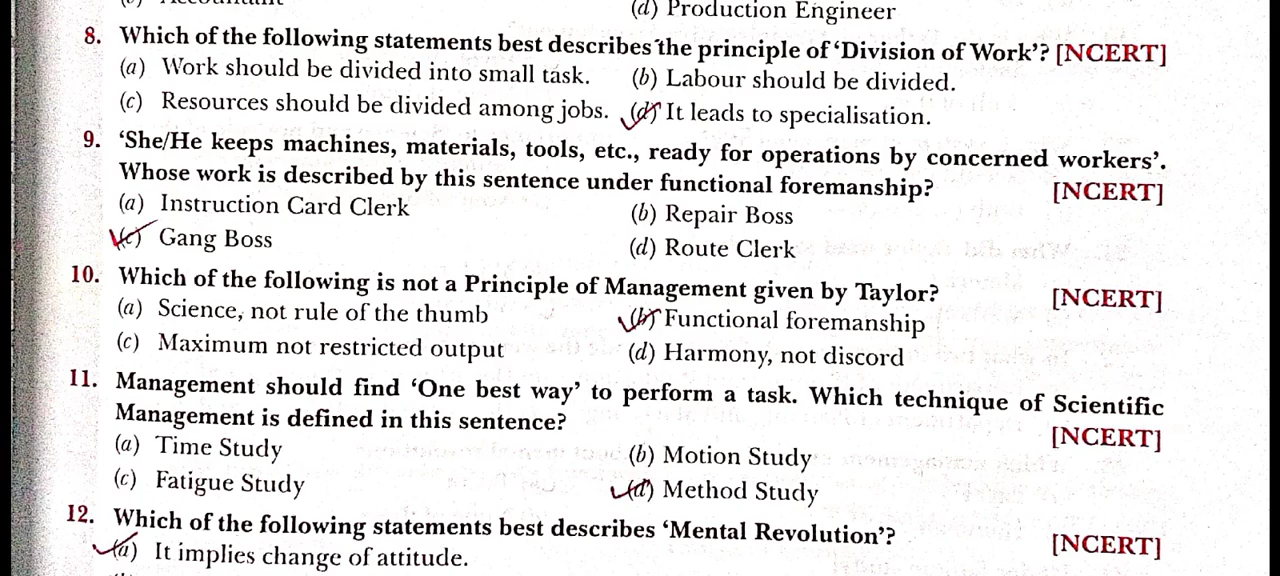 (d) Production Engineer
8. Which of the following statements best describes the principle of ‘Division of Work’? [NCERT]
(a) Work should be divided into small task. (b) Labour should be divided.
(c) Resources should be divided among jobs. (d) It leads to specialisation.
9. ‘She/He keeps machines, materials, tools, etc., ready for operations by concerned workers’.
Whose work is described by this sentence under functional foremanship? [NCERT]
(a) Instruction Card Clerk (b) Repair Boss
(c) Gang Boss (d) Route Clerk
10. Which of the following is not a Principle of Management given by Taylor? [NCERT]
(a) Science, not rule of the thumb (b) Functional foremanship
(c) Maximum not restricted output (d) Harmony, not discord
11. Management should find ‘One best way’ to perform a task. Which technique of Scientific
Management is defined in this sentence? [NCERT]
(a) Time Study (b) Motion Study
(c) Fatigue Study (d) Method Study
12. Which of the following statements best describes ‘Mental Revolution’? [NCERT]
(a) It implies change of attitude.